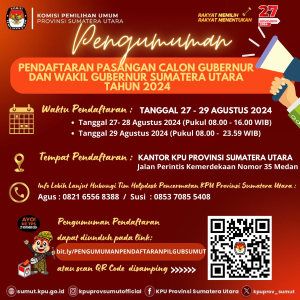 KOMISI PEMILIHAN UMUM
PROVINSI SUMATERA UTARA
RAKYAT MEMILIH
RAKYAT MENENTUKAN
27
Pengumuman
PENDAFTARAN PASANGAN CALON GUBERNUR
DAN WAKIL GUBERNUR SUMATERA UTARA
TAHUN 2024
Waktu Pendaftaran : TANGGAL 27 - 29 AGUSTUS 2024
• Tanggal 27- 28 Agustus 2024 (Pukul 08.00 - 16.00 WIB)
• Tanggal 29 Agustus 2024 (Pukul 08.00 - 23.59 WIB)
Tempat Pendaftaran : KANTOR KPU PROVINSI SUMATERA UTARA
Jalan Perintis Kemerdekaan Nomor 35 Medan
Info Lebih Lanjut Hubungi Tim Helpdesk Pencermatan KPU Provinsi Sumatera Utara :
Agus : 0821 6566 8388 / Susi : 0853 7085 5408
Pengumuman Pendaftaran
dapat diunduh pada link:
bit.ly/PENGUMUMANPENDAFTARANPILGUBSUMUT
atau scan QR Code disamping
sumut.kpu.go.id
kpuprovsumutofficial
KPU Provinsi Sumatera Utara
kpuprov_sumut